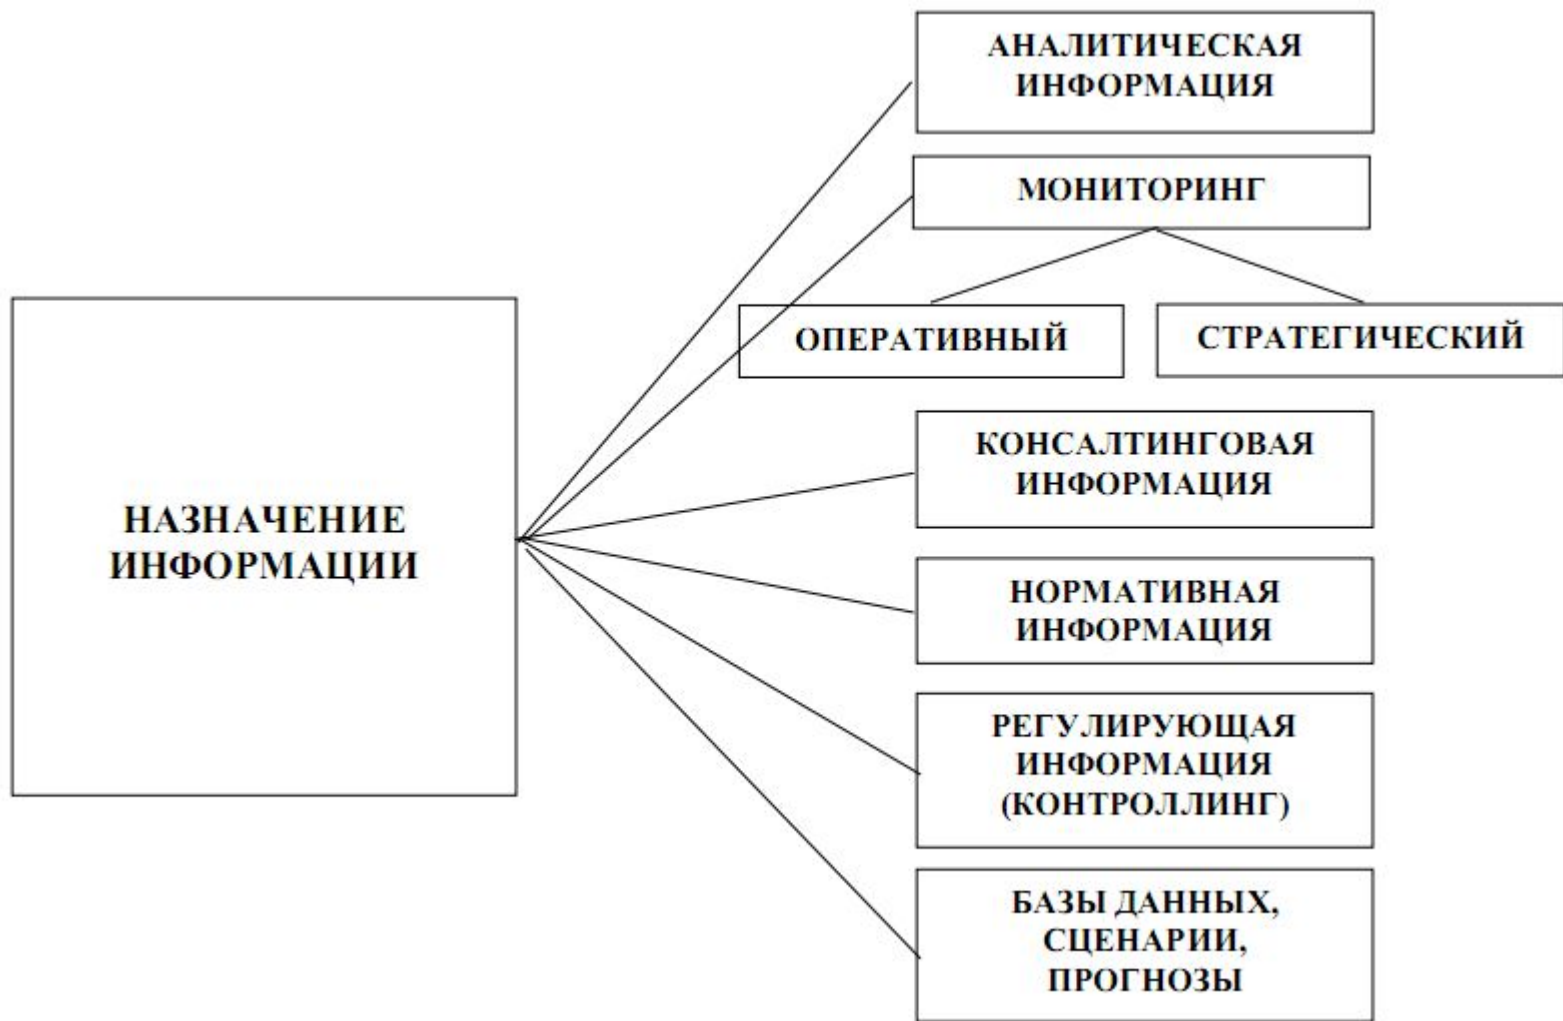 АНАЛИТИЧЕСКАЯ
ИНФОРМАЦИЯ
МОНИТОРИНГ
ОПЕРАТИВНЫЙ
СТРАТЕГИЧЕСКИЙ
КОНСАЛТИНГОВАЯ
ИНФОРМАЦИЯ
НАЗНАЧЕНИЕ
ИНФОРМАЦИИ
НОРМАТИВНАЯ
ИНФОРМАЦИЯ
РЕГУЛИРУЮЩАЯ
ИНФОРМАЦИЯ
(КОНТРОЛЛИНГ)
БАЗЫ ДАННЫХ,
СЦЕНАРИИ,
ПРОГНОЗЫ